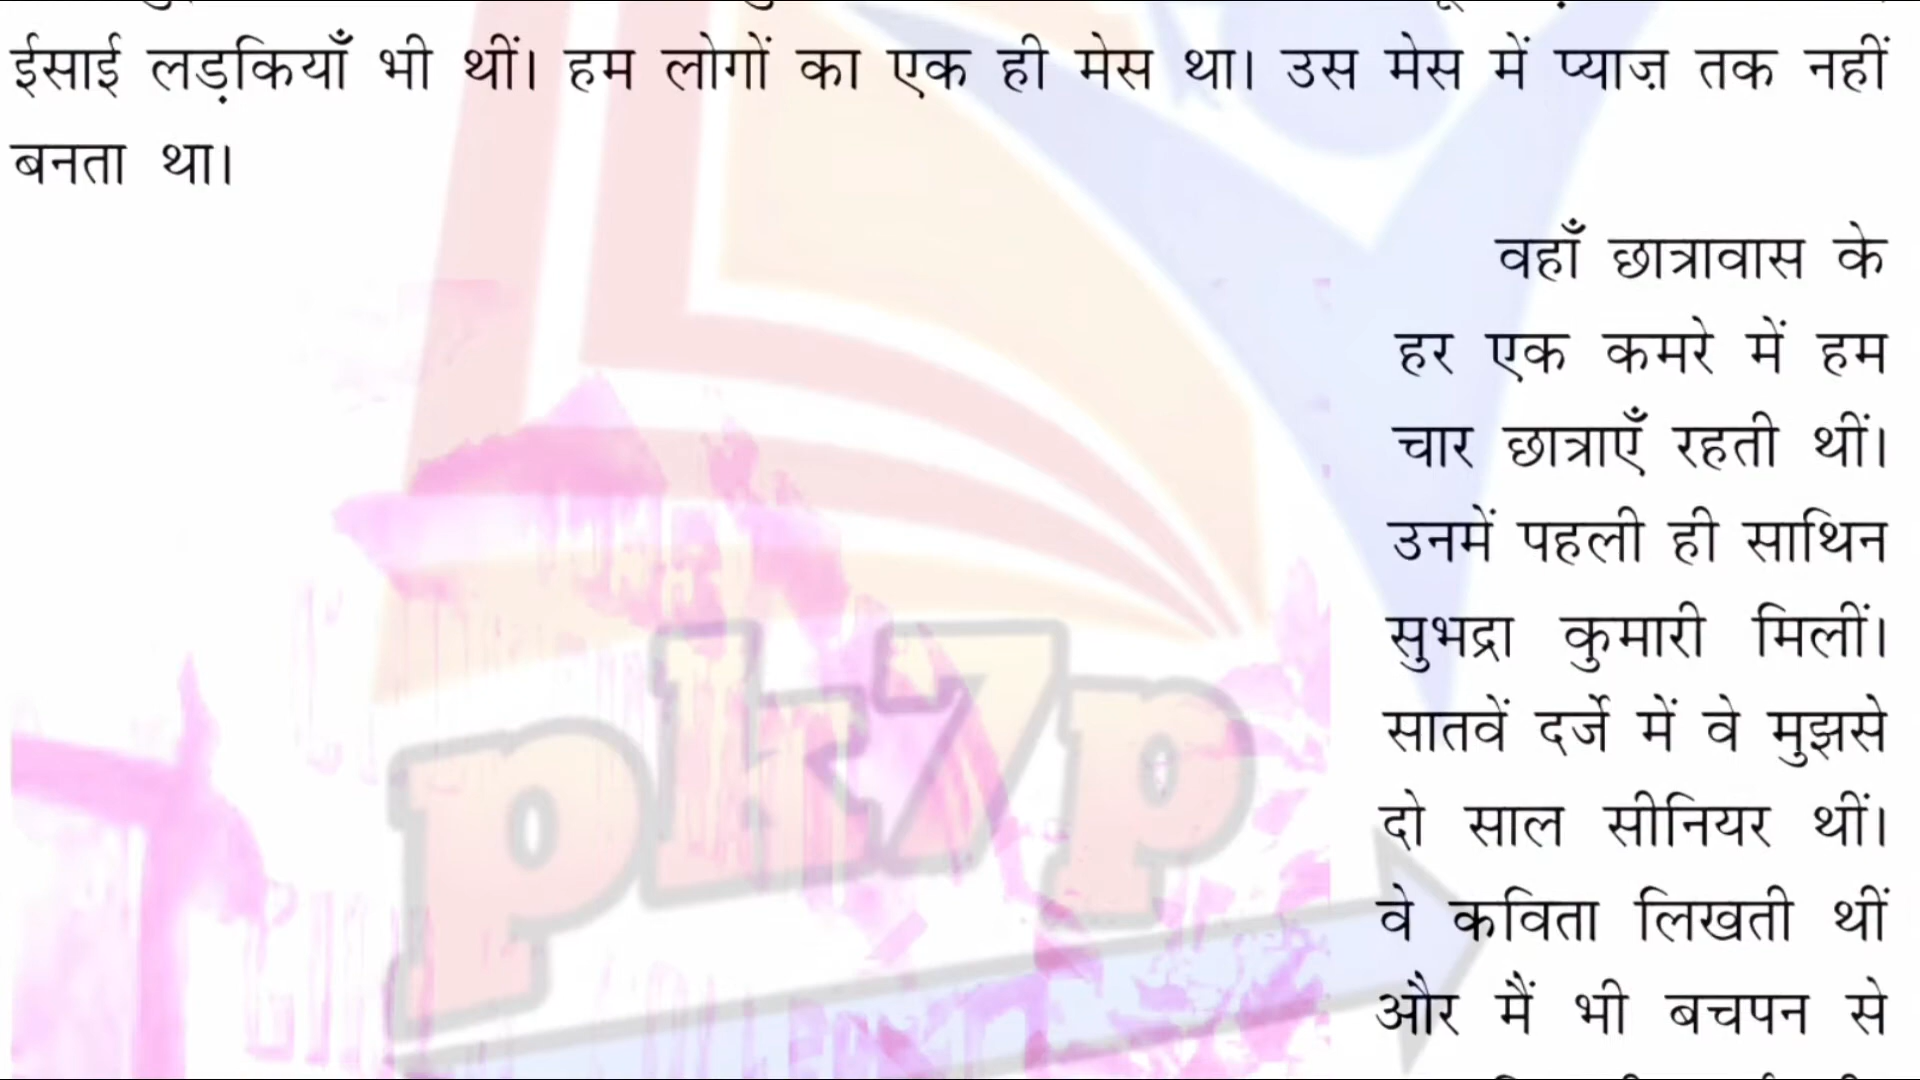 ईसाई लड़कियाँ भी थीं। हम लोगों का एक ही मेस था। उस मेस में प्याज़ तक नहीं
बनता था।
वहाँ छात्रावास के
हर एक कमरे में हम
चार छात्राएँ रहती थीं।
उनमें पहली ही साथिन
सुभद्रा कुमारी मिलीं।
सातवें दर्जे में वे मुझसे
दो साल सीनियर थीं।
वे कविता लिखती थीं
और मैं भी बचपन से
pk7p